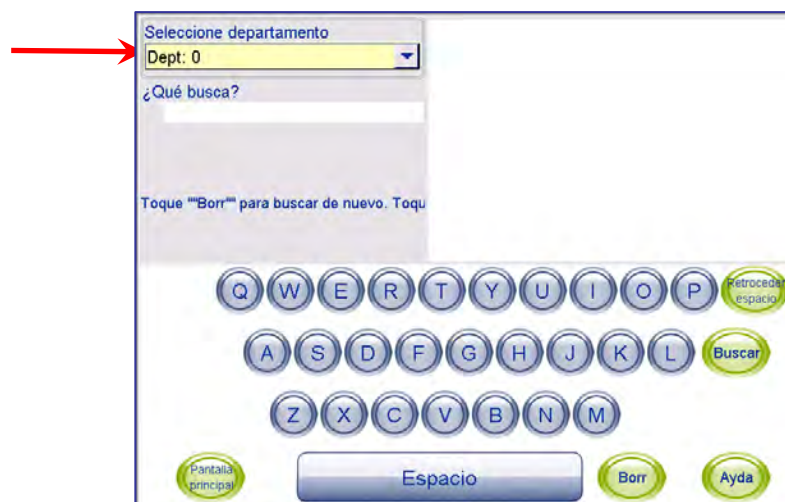 Seleccione departamento
Dept: 0
¿Qué busca?
Toque ""Borr"" para buscar de nuevo. Toqu
Q W E R T Y U I O P Retroceder espacio
A S D F G H J K L Buscar
Z X C V B N M
Pantalla principal Espacio Borr Ayda